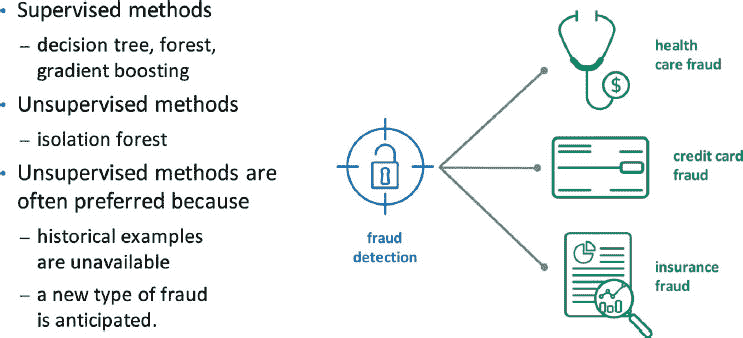 • Supervised methods
– decision tree, forest,
gradient boosting
• Unsupervised methods
– isolation forest
• Unsupervised methods are
often preferred because
– historical examples
are unavailable
– a new type of fraud
is anticipated.
fraud
detection
$
health
care fraud
credit card
fraud
insurance
fraud